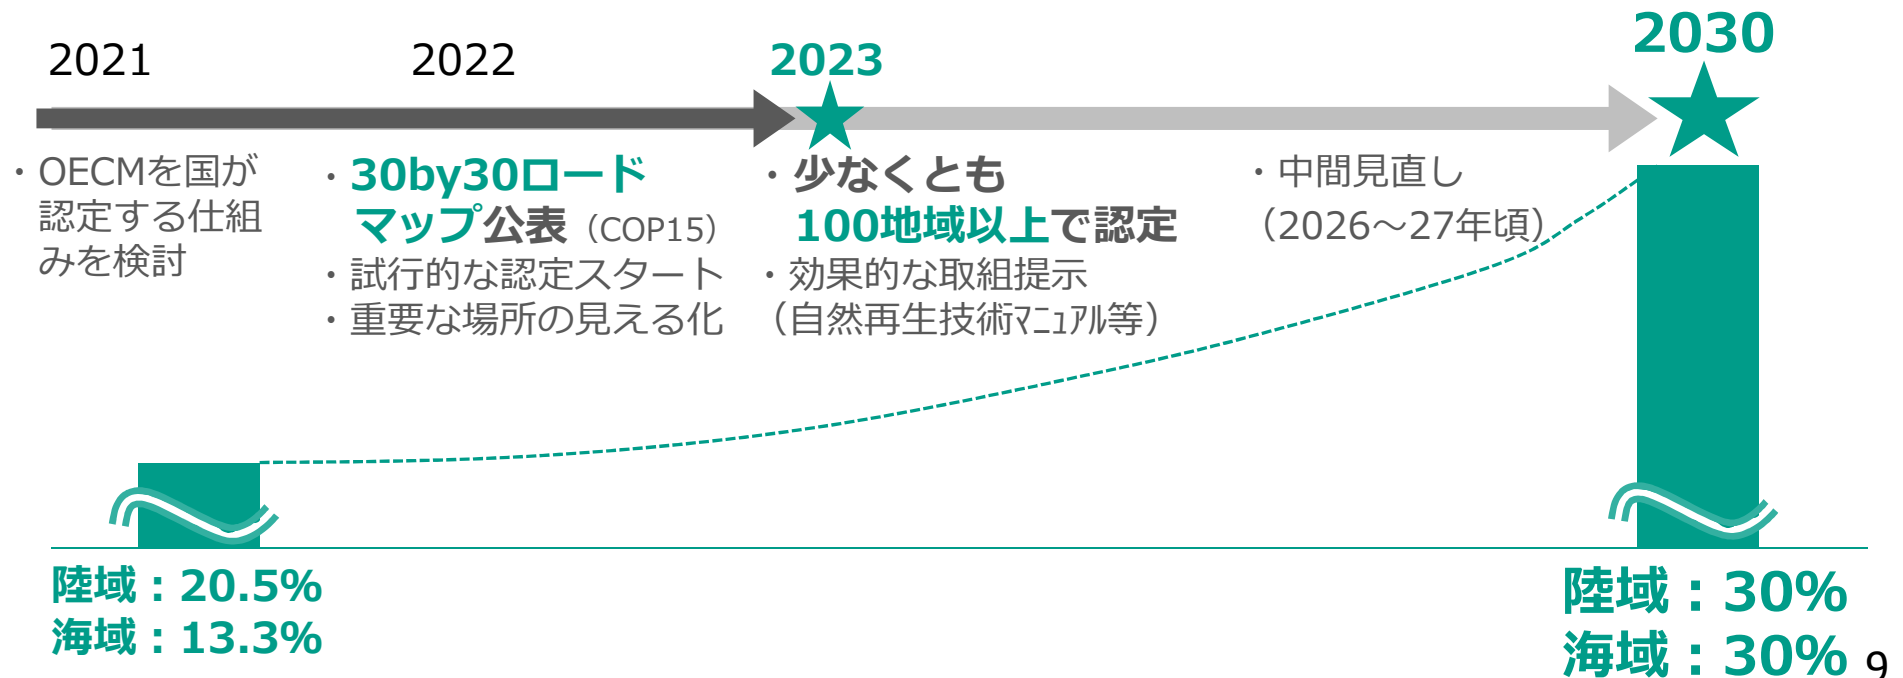 2021
2022
2023
2030
・OECMを国が
認定する仕組
みを検討
・30by30ロード
マップ公表（COP15）
・試行的な認定スタート
・重要な場所の見える化
・少なくとも
100地域以上で認定
・効果的な取組提示
（自然再生技術ﾏﾆｭｱﾙ等）
・中間見直し
（2026～27年頃）
陸域：20.5%
海域：13.3%
陸域：30%
海域：30%
9